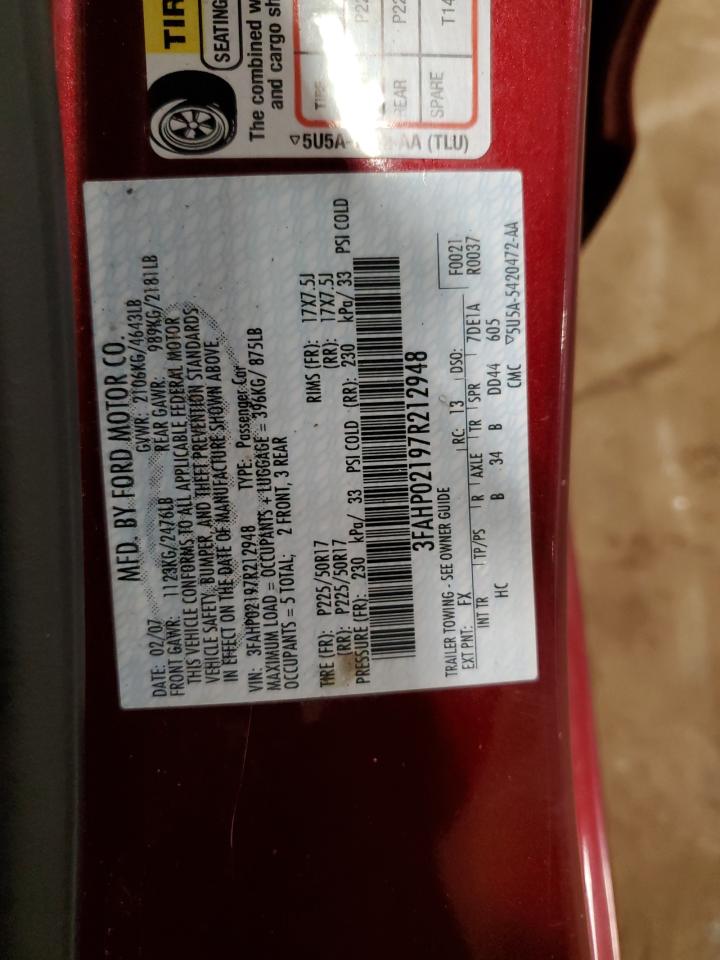 TIR
SEATING
The combined w
and cargo sh
TIRE
REAR P22
SPARE T14
▽5U5A- -AA (TLU)
MFD. BY FORD MOTOR CO.
DATE: 02/07 GVWR: 2106KG/4643LB
FRONT GAWR: 1123KG/2476LB REAR GAWR: 989KG/2181LB
THIS VEHICLE CONFORMS TO ALL APPLICABLE FEDERAL MOTOR
VEHICLE SAFETY, BUMPER, AND THEFT PREVENTION STANDARDS
IN EFFECT ON THE DATE OF MANUFACTURE SHOWN ABOVE.
VIN: 3FAHP02197R212948 TYPE: Passenger Car
MAXIMUM LOAD = OCCUPANTS + LUGGAGE = 396KG/ 875LB
OCCUPANTS = 5 TOTAL; 2 FRONT, 3 REAR
TIRE (FR): P225/50R17 RIMS (FR): 17X7.5J
(RR): P225/50R17 (RR): 17X7.5J
PRESSURE (FR): 230 kPa/ 33 PSI COLD (RR): 230 kPa/ 33 PSI COLD
3FAHP02197R212948
TRAILER TOWING - SEE OWNER GUIDE F0021
EXT PNT: FX RC: 13 DSO: R0037
INT TR TP/PS R AXLE TR SPR 7DE1A
HC B 34 B DD44 605
CMC ▽5U5A-5420472-AA